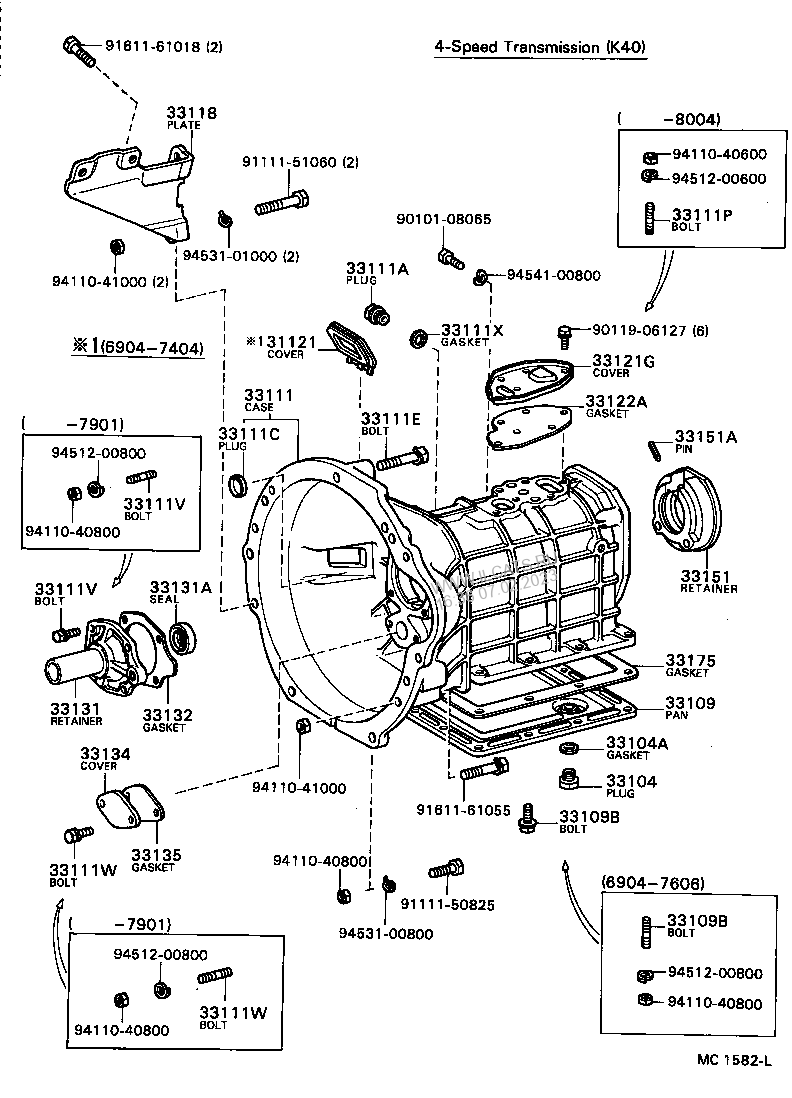 4-Speed Transmission (K40)
91611-61018 (2)
33118
PLATE
91111-51060 (2)
94531-01000 (2)
94110-41000 (2)
※1(6904-7404)
90101-08065
94541-00800
33111A
PLUG
33111X
GASKET
※131121
COVER
( -8004)
94110-40600
94512-00600
33111P
BOLT
90119-06127 (6)
33121G
COVER
33122A
GASKET
33111
CASE
33111C
PLUG
33111E
BOLT
33151A
PIN
33151
RETAINER
( -7901)
94512-00800
33111V
BOLT
94110-40800
33111V
BOLT
33131A
SEAL
33131
RETAINER
33132
GASKET
33175
GASKET
33109
PAN
33104A
GASKET
33104
PLUG
33109B
BOLT
94110-41000
91611-61055
33134
COVER
33135
GASKET
33111W
BOLT
94110-40800
91111-50825
94531-00800
( -7901)
94512-00800
33111W
BOLT
94110-40800
(6904-7606)
33109B
BOLT
94512-00800
94110-40800
MC 1582-L